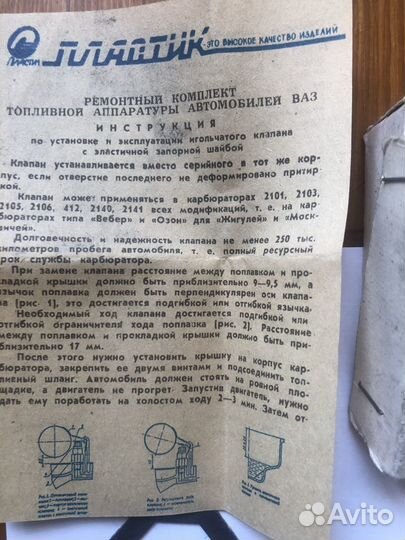 ПЛАСТИК
ПЛАСТИК -ЭТО ВЫСОКОЕ КАЧЕСТВО ИЗДЕЛИЙ
РЕМОНТНЫЙ КОМПЛЕКТ
ТОПЛИВНОЙ АППАРАТУРЫ АВТОМОБИЛЕЙ ВАЗ
ИНСТРУКЦИЯ
по установке и эксплуатации игольчатого клапана
с эластичной запорной шайбой
Клапан устанавливается вместо серийного в тот же кор-
пус, если отверстие последнего не деформировано притир-
кой.
Клапан может применяться в карбюраторах 2101, 2103,
2105, 2106, 412, 2140, 2141 всех модификаций, т. е. на кар-
бюраторах типа «Вебер» и «Озон» для «Жигулей» и «Моск-
вичей».
Долговечность и надежность клапана не менее 250 тыс.
километров пробега автомобиля, т. е. полный ресурсный
срок службы карбюратора.
При замене клапана расстояние между поплавком и про-
кладкой крышки должно быть приблизительно 9—9,5 мм, а
язычок поплавка должен быть перпендикулярен оси клапа-
на [рис. 1], это достигается подгибкой или отгибкой язычка.
Необходимый ход клапана достигается подгибкой или
отгибкой ограничителя хода поплавка [рис. 2]. Расстояние
между поплавком и прокладкой крышки должно быть при-
близительно 17 мм.
После этого нужно установить крышку на корпус кар-
бюратора, закрепить ее двумя винтами и подсоединить топ-
ливный шланг. Автомобиль должен стоять на ровной пло-
щадке, а двигатель не прогрет. Запустив двигатель, нужно
дать ему поработать на холостом ходу 2—3 мин. Затем от-
Avito